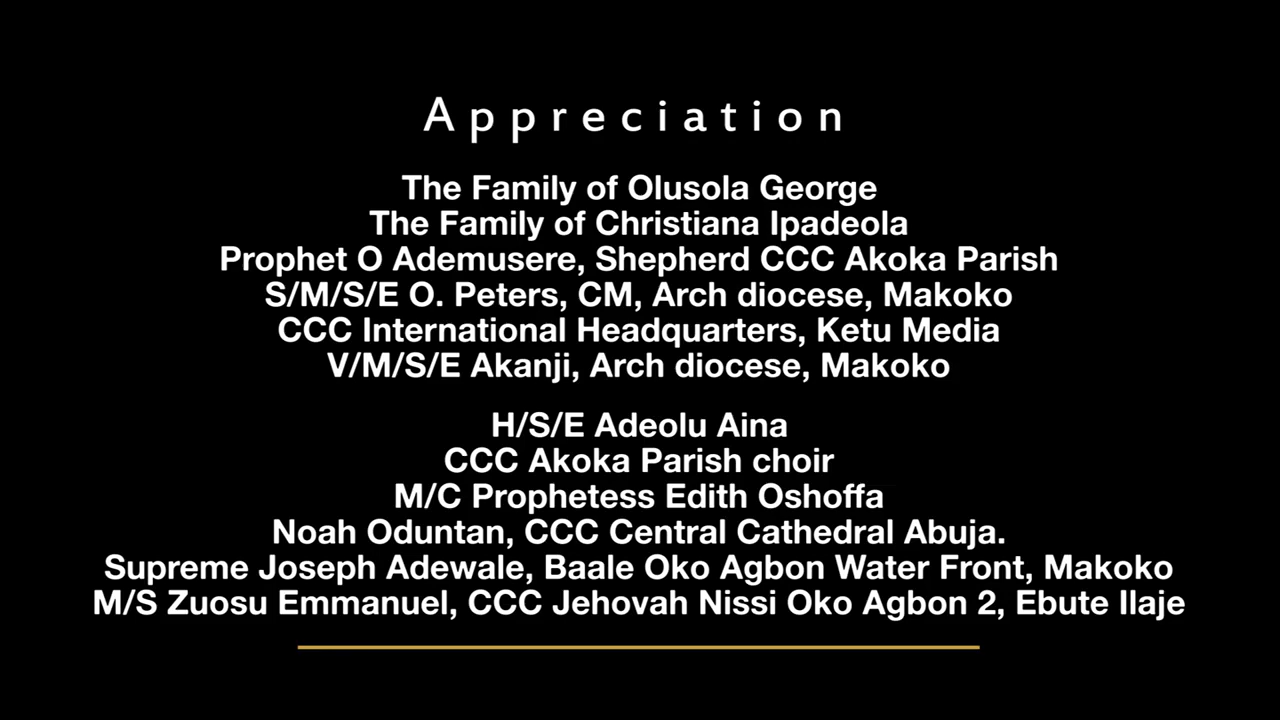 Appreciation
The Family of Olusola George
The Family of Christiana Ipadeola
Prophet O Ademusere, Shepherd CCC Akoka Parish
S/M/S/E O. Peters, CM, Arch diocese, Makoko
CCC International Headquarters, Ketu Media
V/M/S/E Akanji, Arch diocese, Makoko
H/S/E Adeolu Aina
CCC Akoka Parish choir
M/C Prophetess Edith Oshoffa
Noah Oduntan, CCC Central Cathedral Abuja.
Supreme Joseph Adewale, Baale Oko Agbon Water Front, Makoko
M/S Zuosu Emmanuel, CCC Jehovah Nissi Oko Agbon 2, Ebute Ilaje